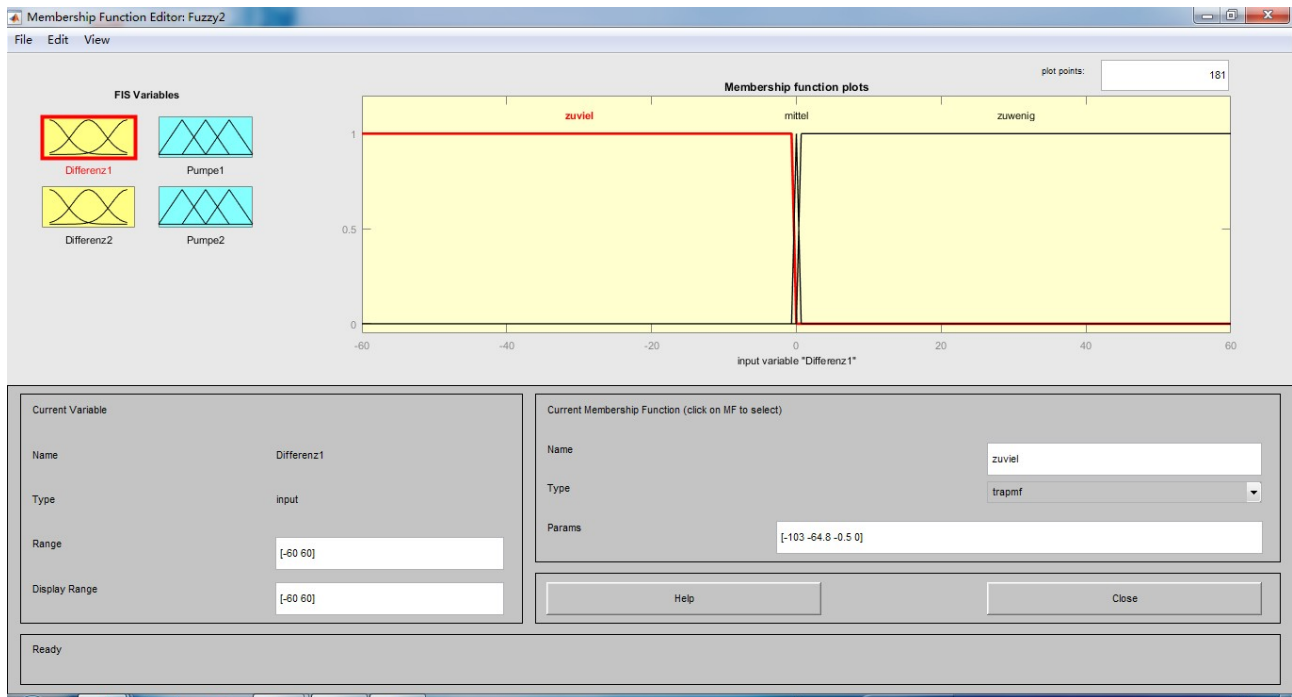 Membership Function Editor: Fuzzy2
File Edit View
plot points: 181
FIS Variables
Membership function plots
Differenz1 Pumpe1
Differenz2 Pumpe2
zuviel mittel zuwenig
1
0.5
0
-60 -40 -20 0 20 40 60
input variable "Differenz1"
Current Variable
Name Differenz1
Type input
Range [-60 60]
Display Range [-60 60]
Current Membership Function (click on MF to select)
Name zuviel
Type trapmf
Params [-103 -64.8 -0.5 0]
Help Close
Ready